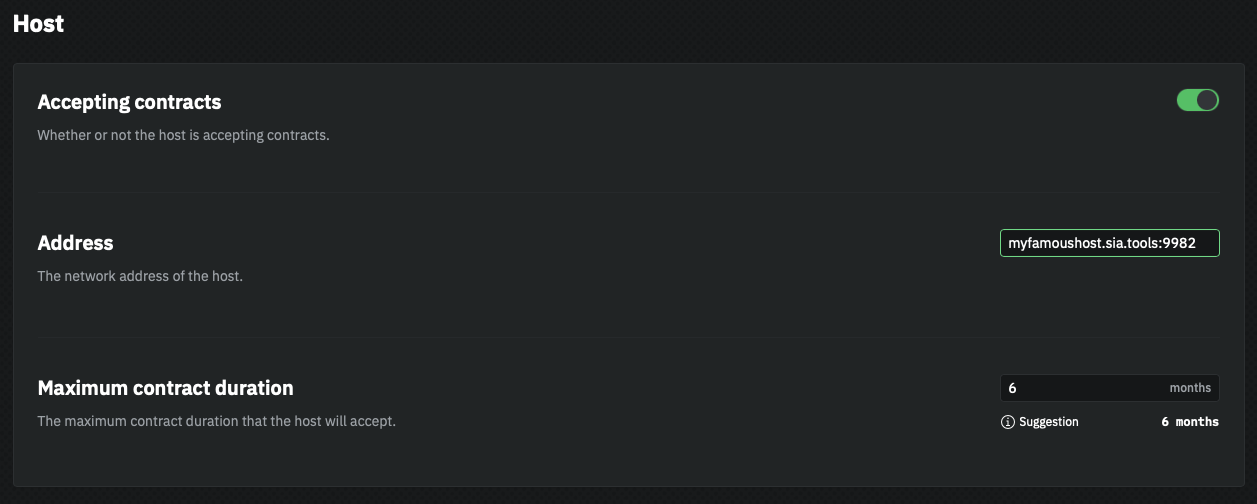 Host
Accepting contracts
Whether or not the host is accepting contracts.
Address
myfamoushost.sia.tools:9982
The network address of the host.
Maximum contract duration
6 months
The maximum contract duration that the host will accept.
Suggestion 6 months